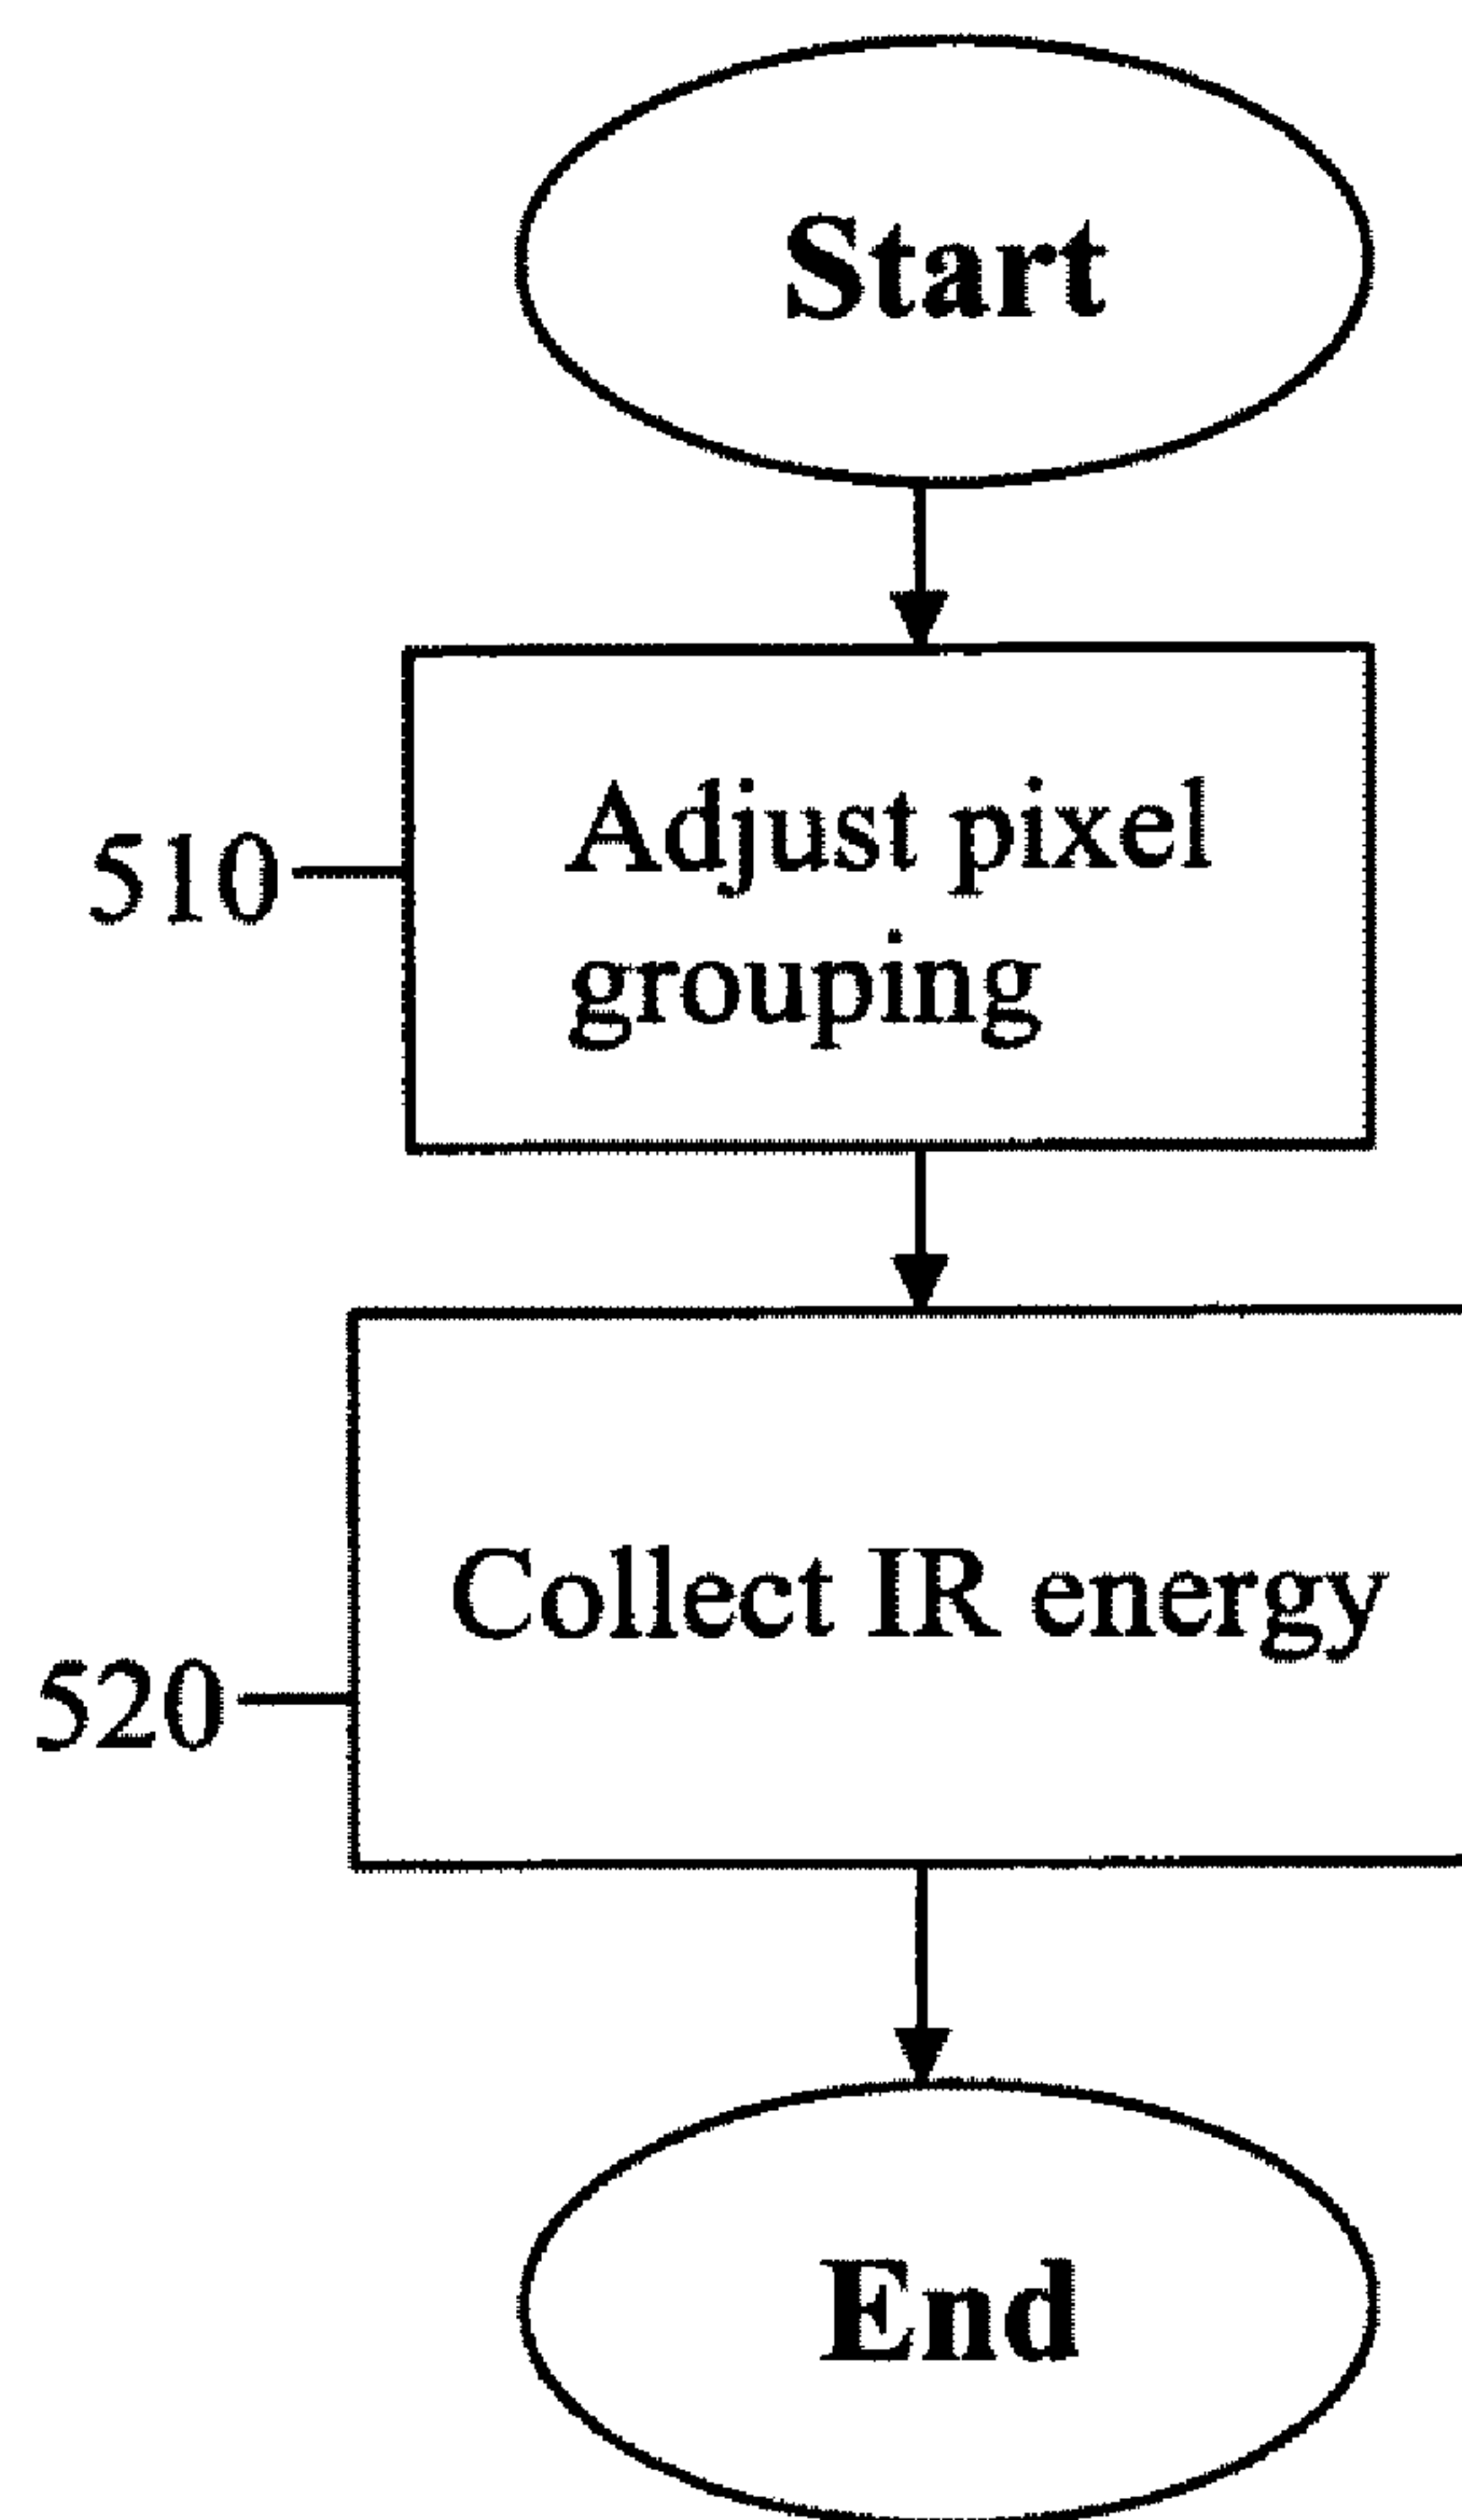 Start
510
Adjust pixel
grouping
Collect IR energy
520
End